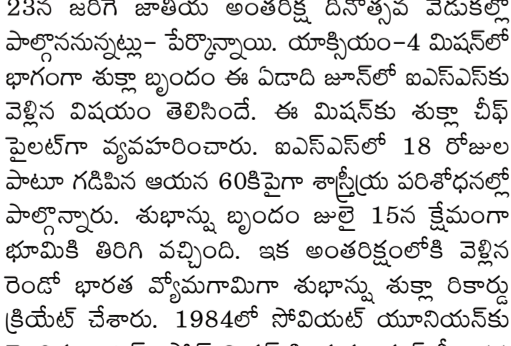 23న జరిగే జాతీయ అంతరిక్ష దినోత్సవ వేడుకల్లో
పాల్గొననున్నట్లు- పేర్కొన్నాయి. యాక్సియం-4 మిషన్‌లో
భాగంగా శుక్లా బృందం ఈ ఏడాది జూన్‌లో ఐఎస్‌ఎస్‌కు
వెళ్లిన విషయం తెలిసిందే. ఈ మిషన్‌కు శుక్లా చీఫ్
పైలట్‌గా వ్యవహరించారు. ఐఎస్‌ఎస్‌లో 18 రోజుల
పాటూ గడిపిన ఆయన 60కిపైగా శాస్త్రీయ పరిశోధనల్లో
పాల్గొన్నారు. శుభాన్షు బృందం జులై 15న క్షేమంగా
భూమికి తిరిగి వచ్చింది. ఇక అంతరిక్షంలోకి వెళ్లిన
రెండో భారత వ్యోమగామిగా శుభాన్షు శుక్లా రికార్డు
క్రియేట్ చేశారు. 1984లో సోవియట్ యూనియన్‌కు